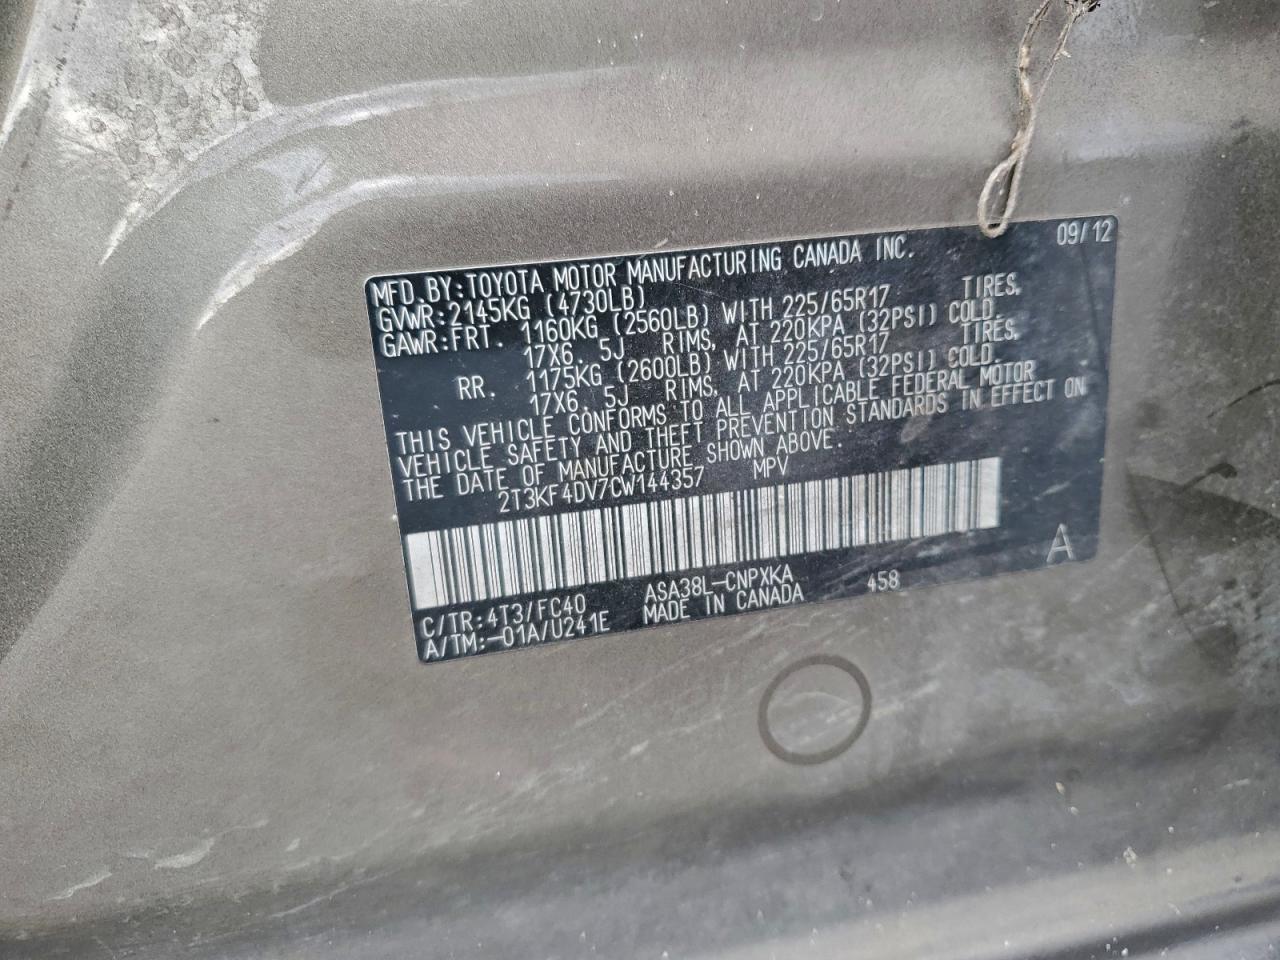 MFD. BY: TOYOTA MOTOR MANUFACTURING CANADA INC. 09/12
GVWR: 2145KG (4730LB)
GAWR: FRT. 1160KG (2560LB) WITH 225/65R17 TIRES,
17X6. 5J RIMS, AT 220KPA (32PSI) COLD.
RR. 1175KG (2600LB) WITH 225/65R17 TIRES,
17X6. 5J RIMS, AT 220KPA (32PSI) COLD.
THIS VEHICLE CONFORMS TO ALL APPLICABLE FEDERAL MOTOR
VEHICLE SAFETY AND THEFT PREVENTION STANDARDS IN EFFECT ON
THE DATE OF MANUFACTURE SHOWN ABOVE.
2T3KF4DV7CW144357 MPV
A
C/TR: 4T3/FC40 ASA38L-CNPXKA 458
A/TM: -01A/U241E MADE IN CANADA